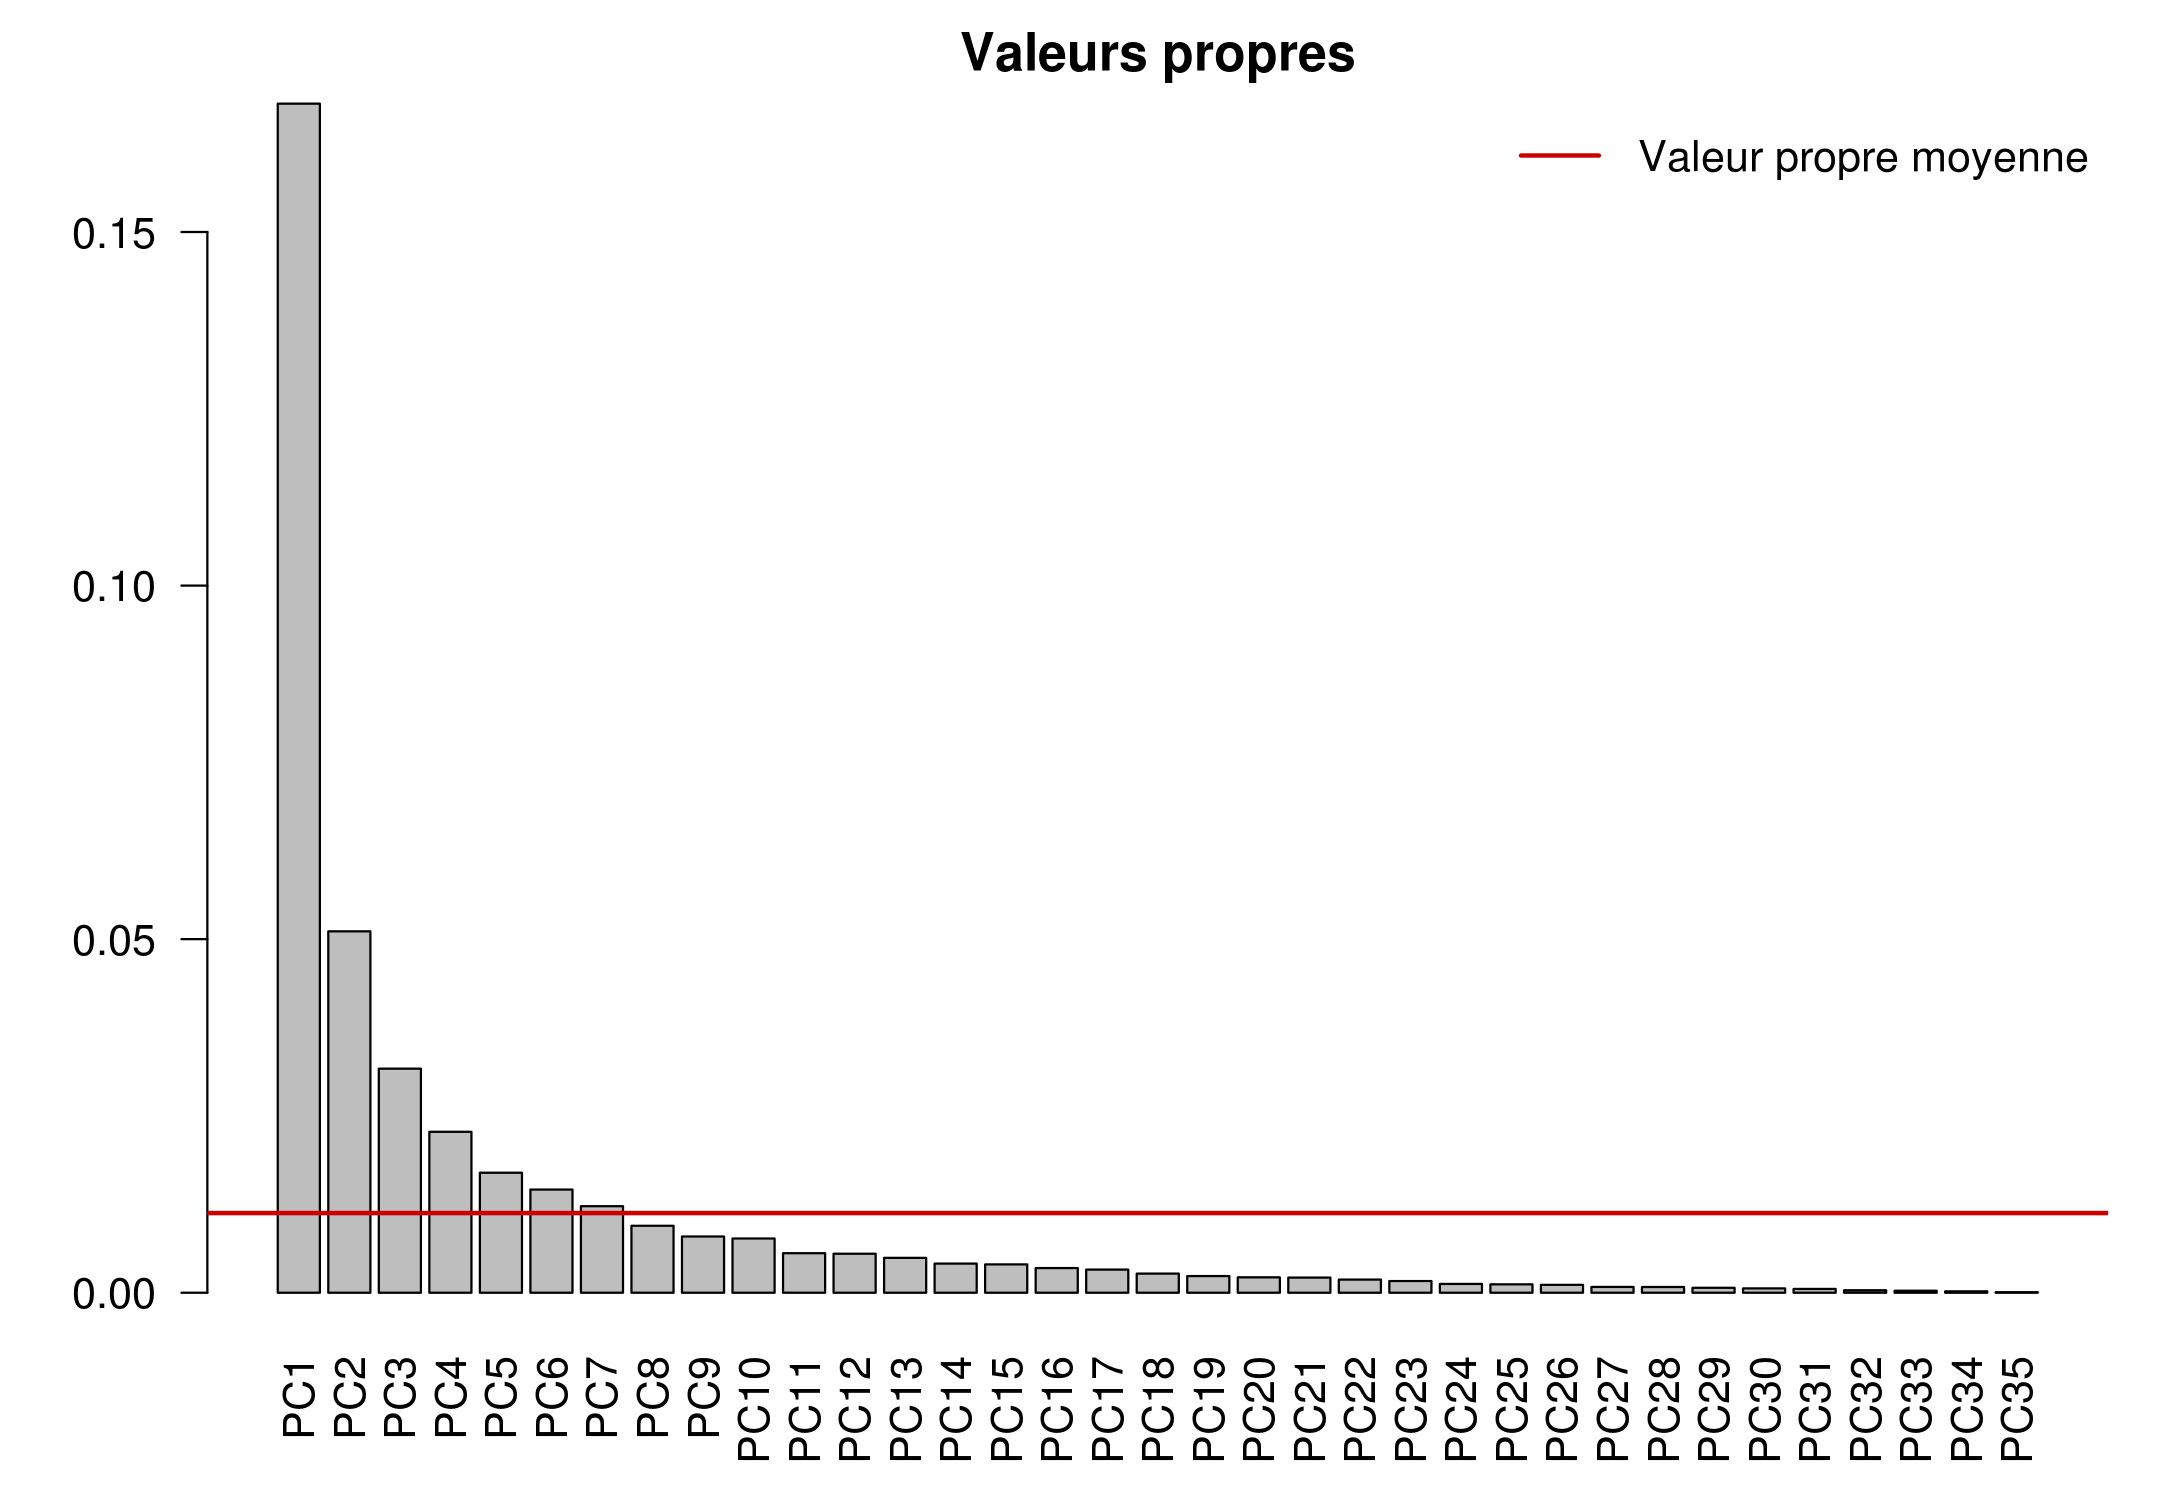 Valeurs propres
Valeur propre moyenne
0.15
0.10
0.05
0.00
PC1
PC2
PC3
PC4
PC5
PC6
PC7
PC8
PC9
PC10
PC11
PC12
PC13
PC14
PC15
PC16
PC17
PC18
PC19
PC20
PC21
PC22
PC23
PC24
PC25
PC26
PC27
PC28
PC29
PC30
PC31
PC32
PC33
PC34
PC35